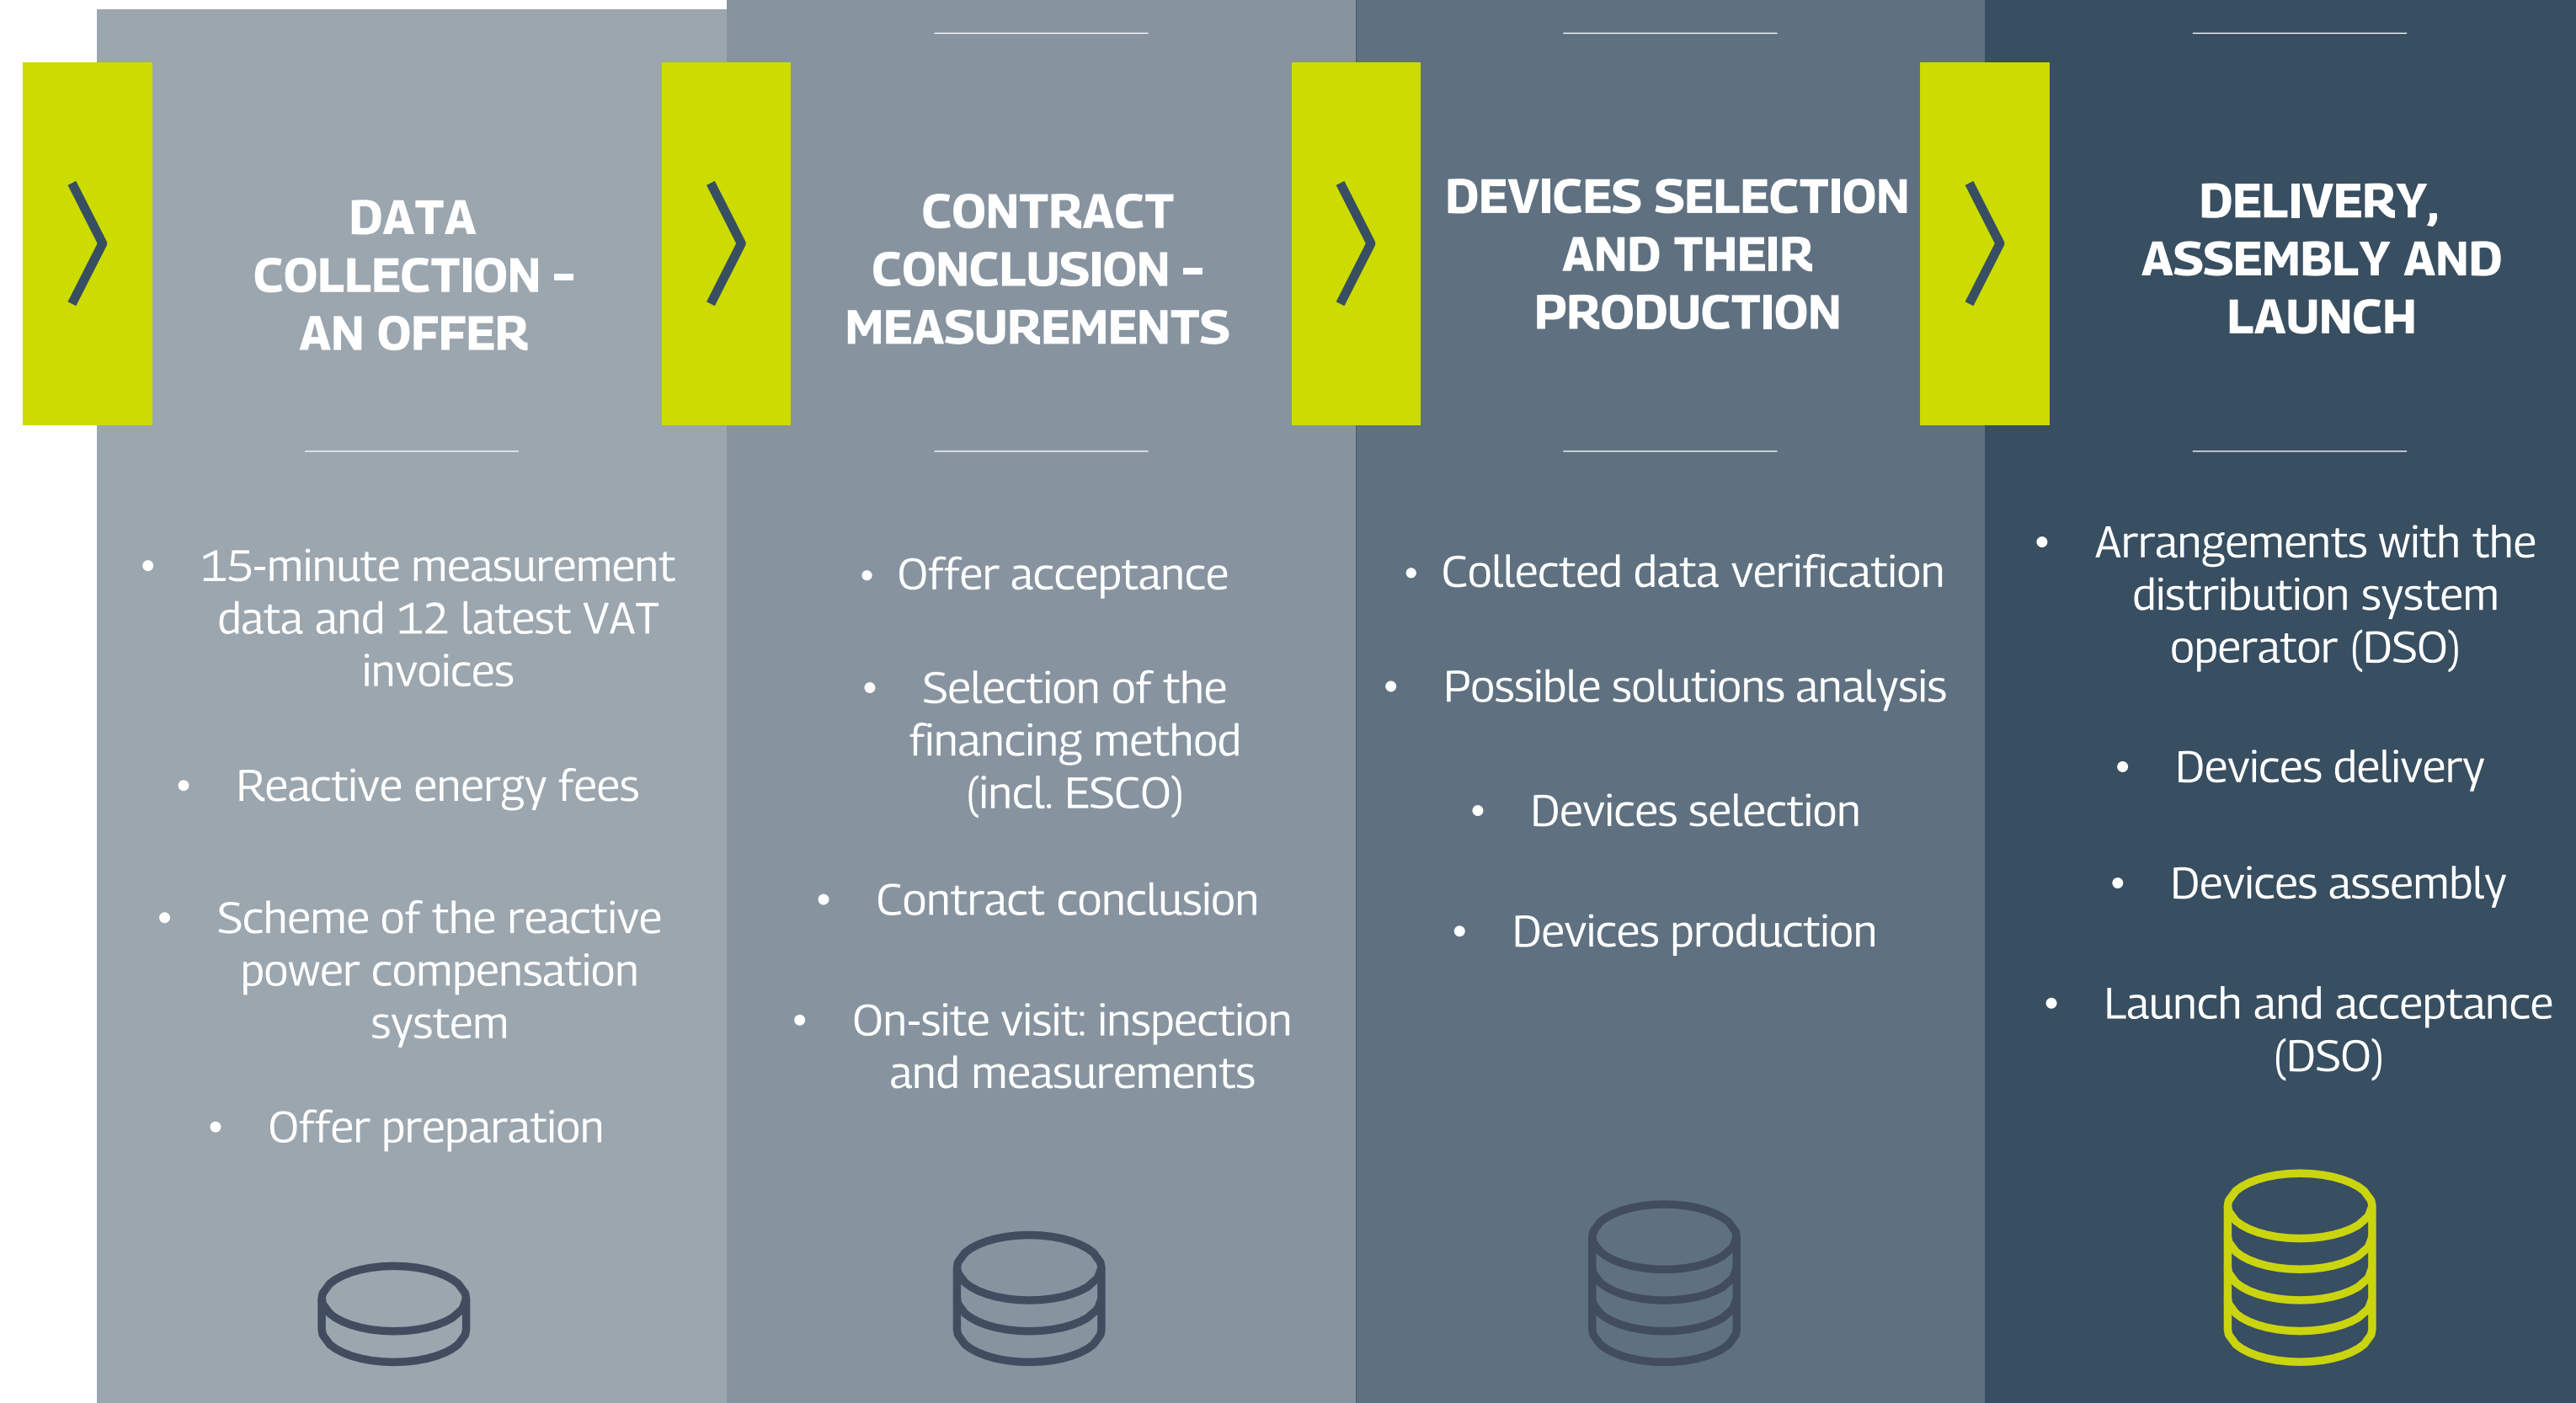 DATA
COLLECTION –
AN OFFER
• 15-minute measurement
data and 12 latest VAT
invoices
• Reactive energy fees
• Scheme of the reactive
power compensation
system
• Offer preparation
CONTRACT
CONCLUSION –
MEASUREMENTS
• Offer acceptance
• Selection of the
financing method
(incl. ESCO)
• Contract conclusion
• On-site visit: inspection
and measurements
DEVICES SELECTION
AND THEIR
PRODUCTION
• Collected data verification
• Possible solutions analysis
• Devices selection
• Devices production
DELIVERY,
ASSEMBLY AND
LAUNCH
• Arrangements with the
distribution system
operator (DSO)
• Devices delivery
• Devices assembly
• Launch and acceptance
(DSO)